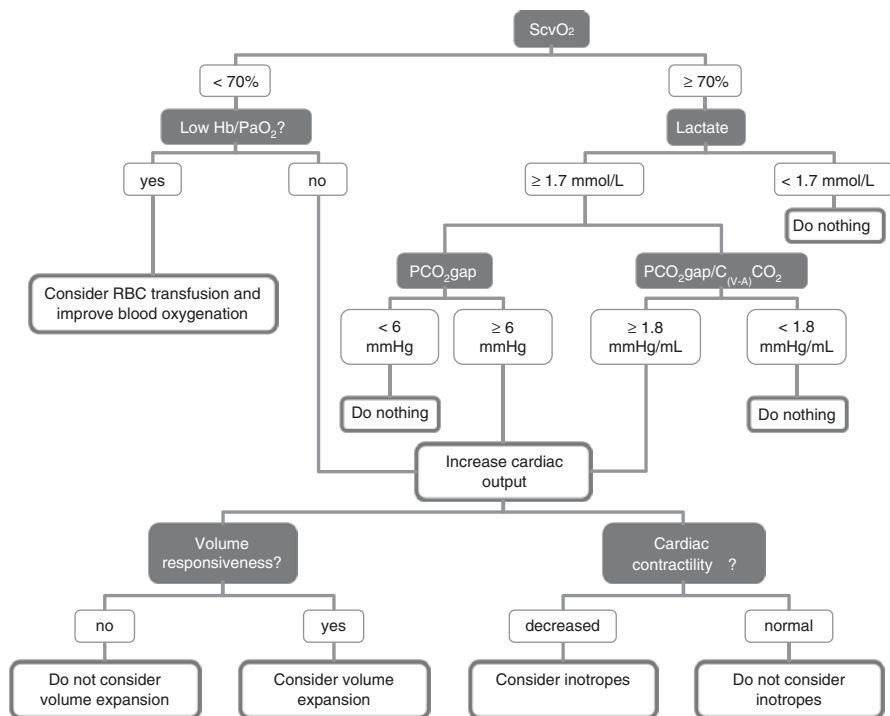 ScvO₂
< 70%
≥ 70%
Low Hb/PaO₂?
Lactate
yes
no
≥ 1.7 mmol/L
< 1.7 mmol/L
Do nothing
PCO₂gap
PCO₂gap/C(V-A)CO₂
Consider RBC transfusion and
improve blood oxygenation
< 6
mmHg
≥ 6
mmHg
≥ 1.8
mmHg/mL
< 1.8
mmHg/mL
Do nothing
Do nothing
Increase cardiac
output
Volume
responsiveness?
Cardiac
contractility ?
no
yes
decreased
normal
Do not consider
volume expansion
Consider volume
expansion
Consider inotropes
Do not consider
inotropes